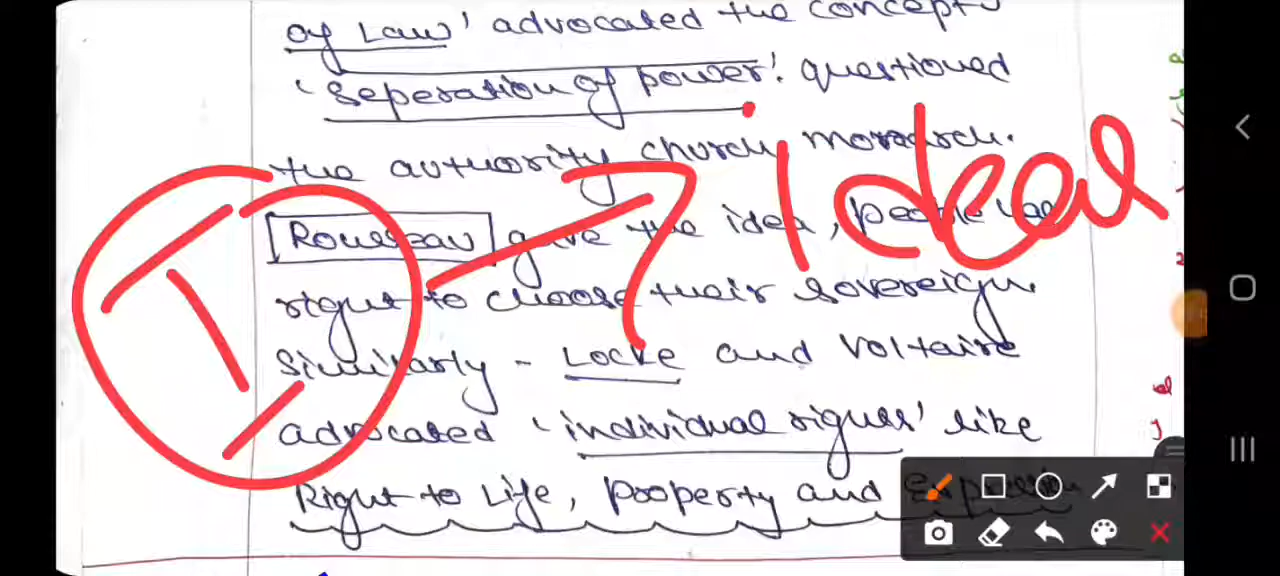 of Law' advocated the concept
'seperation of power'. questioned
the authority church monarch.
Rousseau gave the idea, people
right to choose their sovereign
similarly - Locke and Voltaire
advocated 'individual rights' like
Right to Life, Property and
I
Ideal